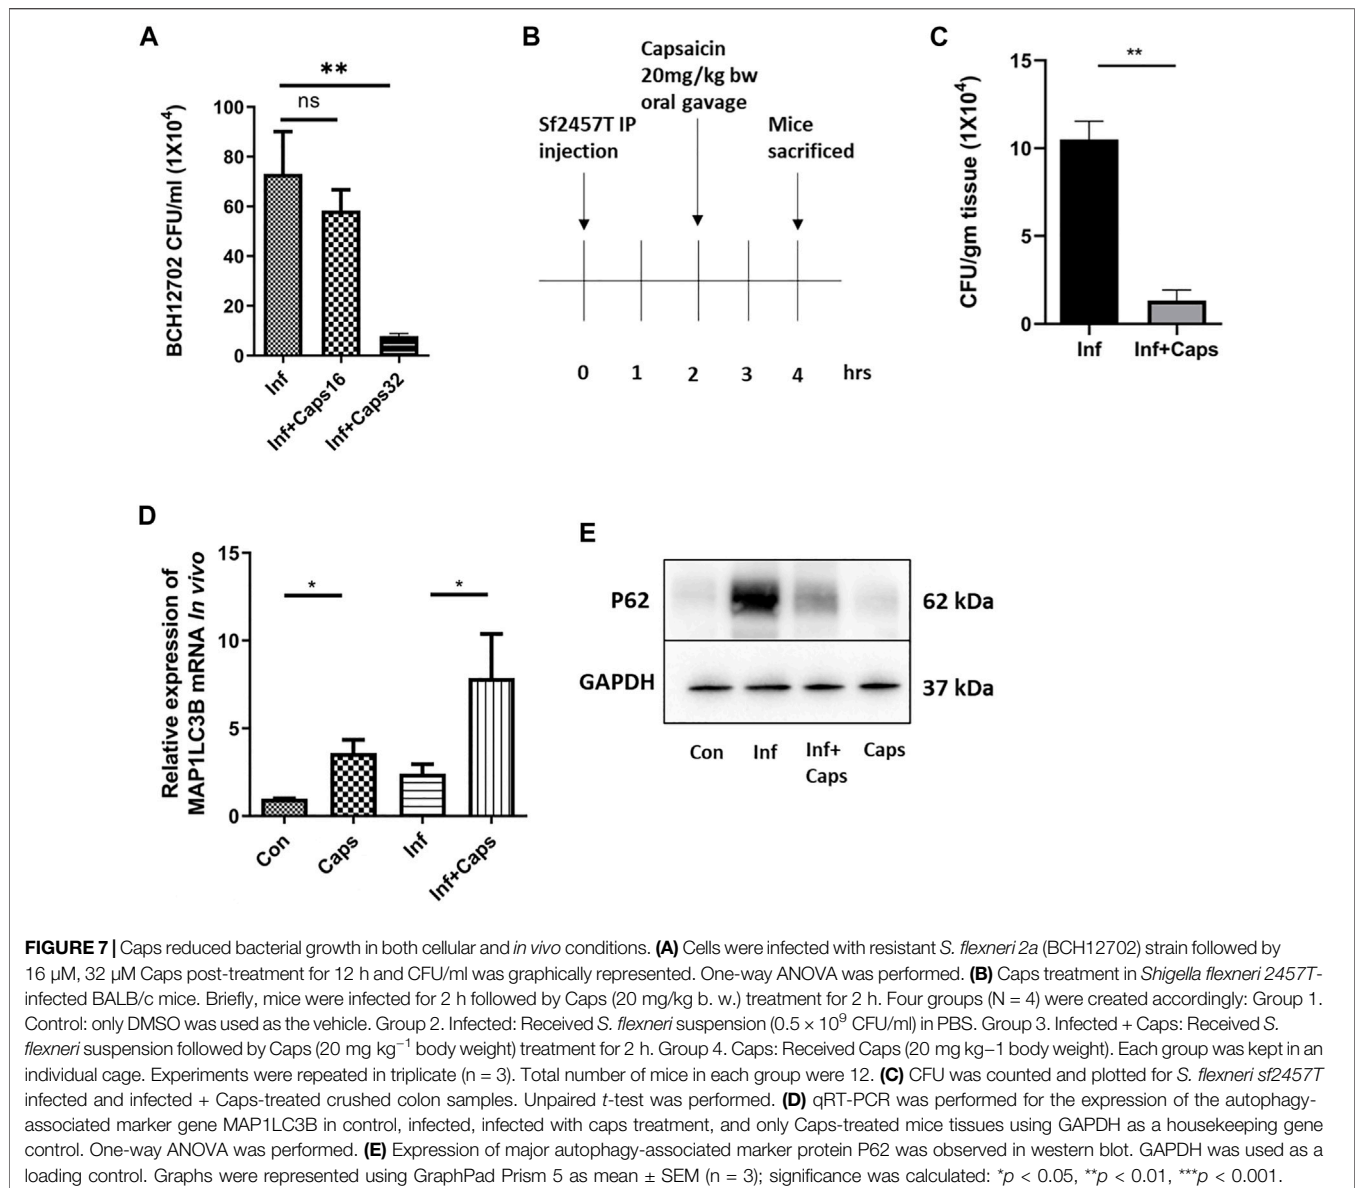 A
**
ns
BCH12702 CFU/ml (1X10⁴)
100
80
60
40
20
0
Inf
Inf+Caps16
Inf+Caps32
B
Capsaicin
20mg/kg bw
oral gavage
Sf2457T IP
injection
Mice
sacrificed
0 1 2 3 4 hrs
C
**
CFU/gm tissue (1X10⁴)
15
10
5
0
Inf Inf+Caps
D
Relative expression of
MAP1LC3B mRNA In vivo
15
10
5
0
* *
Con
Caps
Inf
Inf+Caps
E
P62 62 kDa
GAPDH 37 kDa
Con Inf Inf+ Caps
Caps
FIGURE 7 | Caps reduced bacterial growth in both cellular and in vivo conditions. (A) Cells were infected with resistant S. flexneri 2a (BCH12702) strain followed by
16 µM, 32 µM Caps post-treatment for 12 h and CFU/ml was graphically represented. One-way ANOVA was performed. (B) Caps treatment in Shigella flexneri 2457T-
infected BALB/c mice. Briefly, mice were infected for 2 h followed by Caps (20 mg/kg b. w.) treatment for 2 h. Four groups (N = 4) were created accordingly: Group 1.
Control: only DMSO was used as the vehicle. Group 2. Infected: Received S. flexneri suspension (0.5 × 10⁹ CFU/ml) in PBS. Group 3. Infected + Caps: Received S.
flexneri suspension followed by Caps (20 mg kg⁻¹ body weight) treatment for 2 h. Group 4. Caps: Received Caps (20 mg kg–1 body weight). Each group was kept in an
individual cage. Experiments were repeated in triplicate (n = 3). Total number of mice in each group were 12. (C) CFU was counted and plotted for S. flexneri sf2457T
infected and infected + Caps-treated crushed colon samples. Unpaired t-test was performed. (D) qRT-PCR was performed for the expression of the autophagy-
associated marker gene MAP1LC3B in control, infected, infected with caps treatment, and only Caps-treated mice tissues using GAPDH as a housekeeping gene
control. One-way ANOVA was performed. (E) Expression of major autophagy-associated marker protein P62 was observed in western blot. GAPDH was used as a
loading control. Graphs were represented using GraphPad Prism 5 as mean ± SEM (n = 3); significance was calculated: *p < 0.05, **p < 0.01, ***p < 0.001.